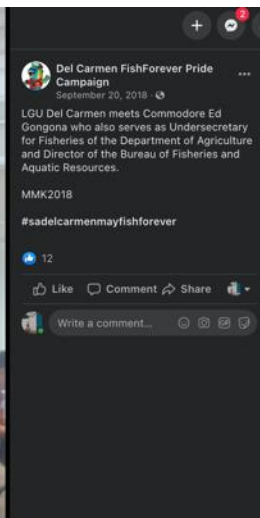 2
Del Carmen FishForever Pride
Campaign
September 20, 2018 ·
LGU Del Carmen meets Commodore Ed
Gongona who also serves as Undersecretary
for Fisheries of the Department of Agriculture
and Director of the Bureau of Fisheries and
Aquatic Resources.
MMK2018
#sadelcarmenmayfishforever
12
Like Comment Share
Write a comment...
GIF